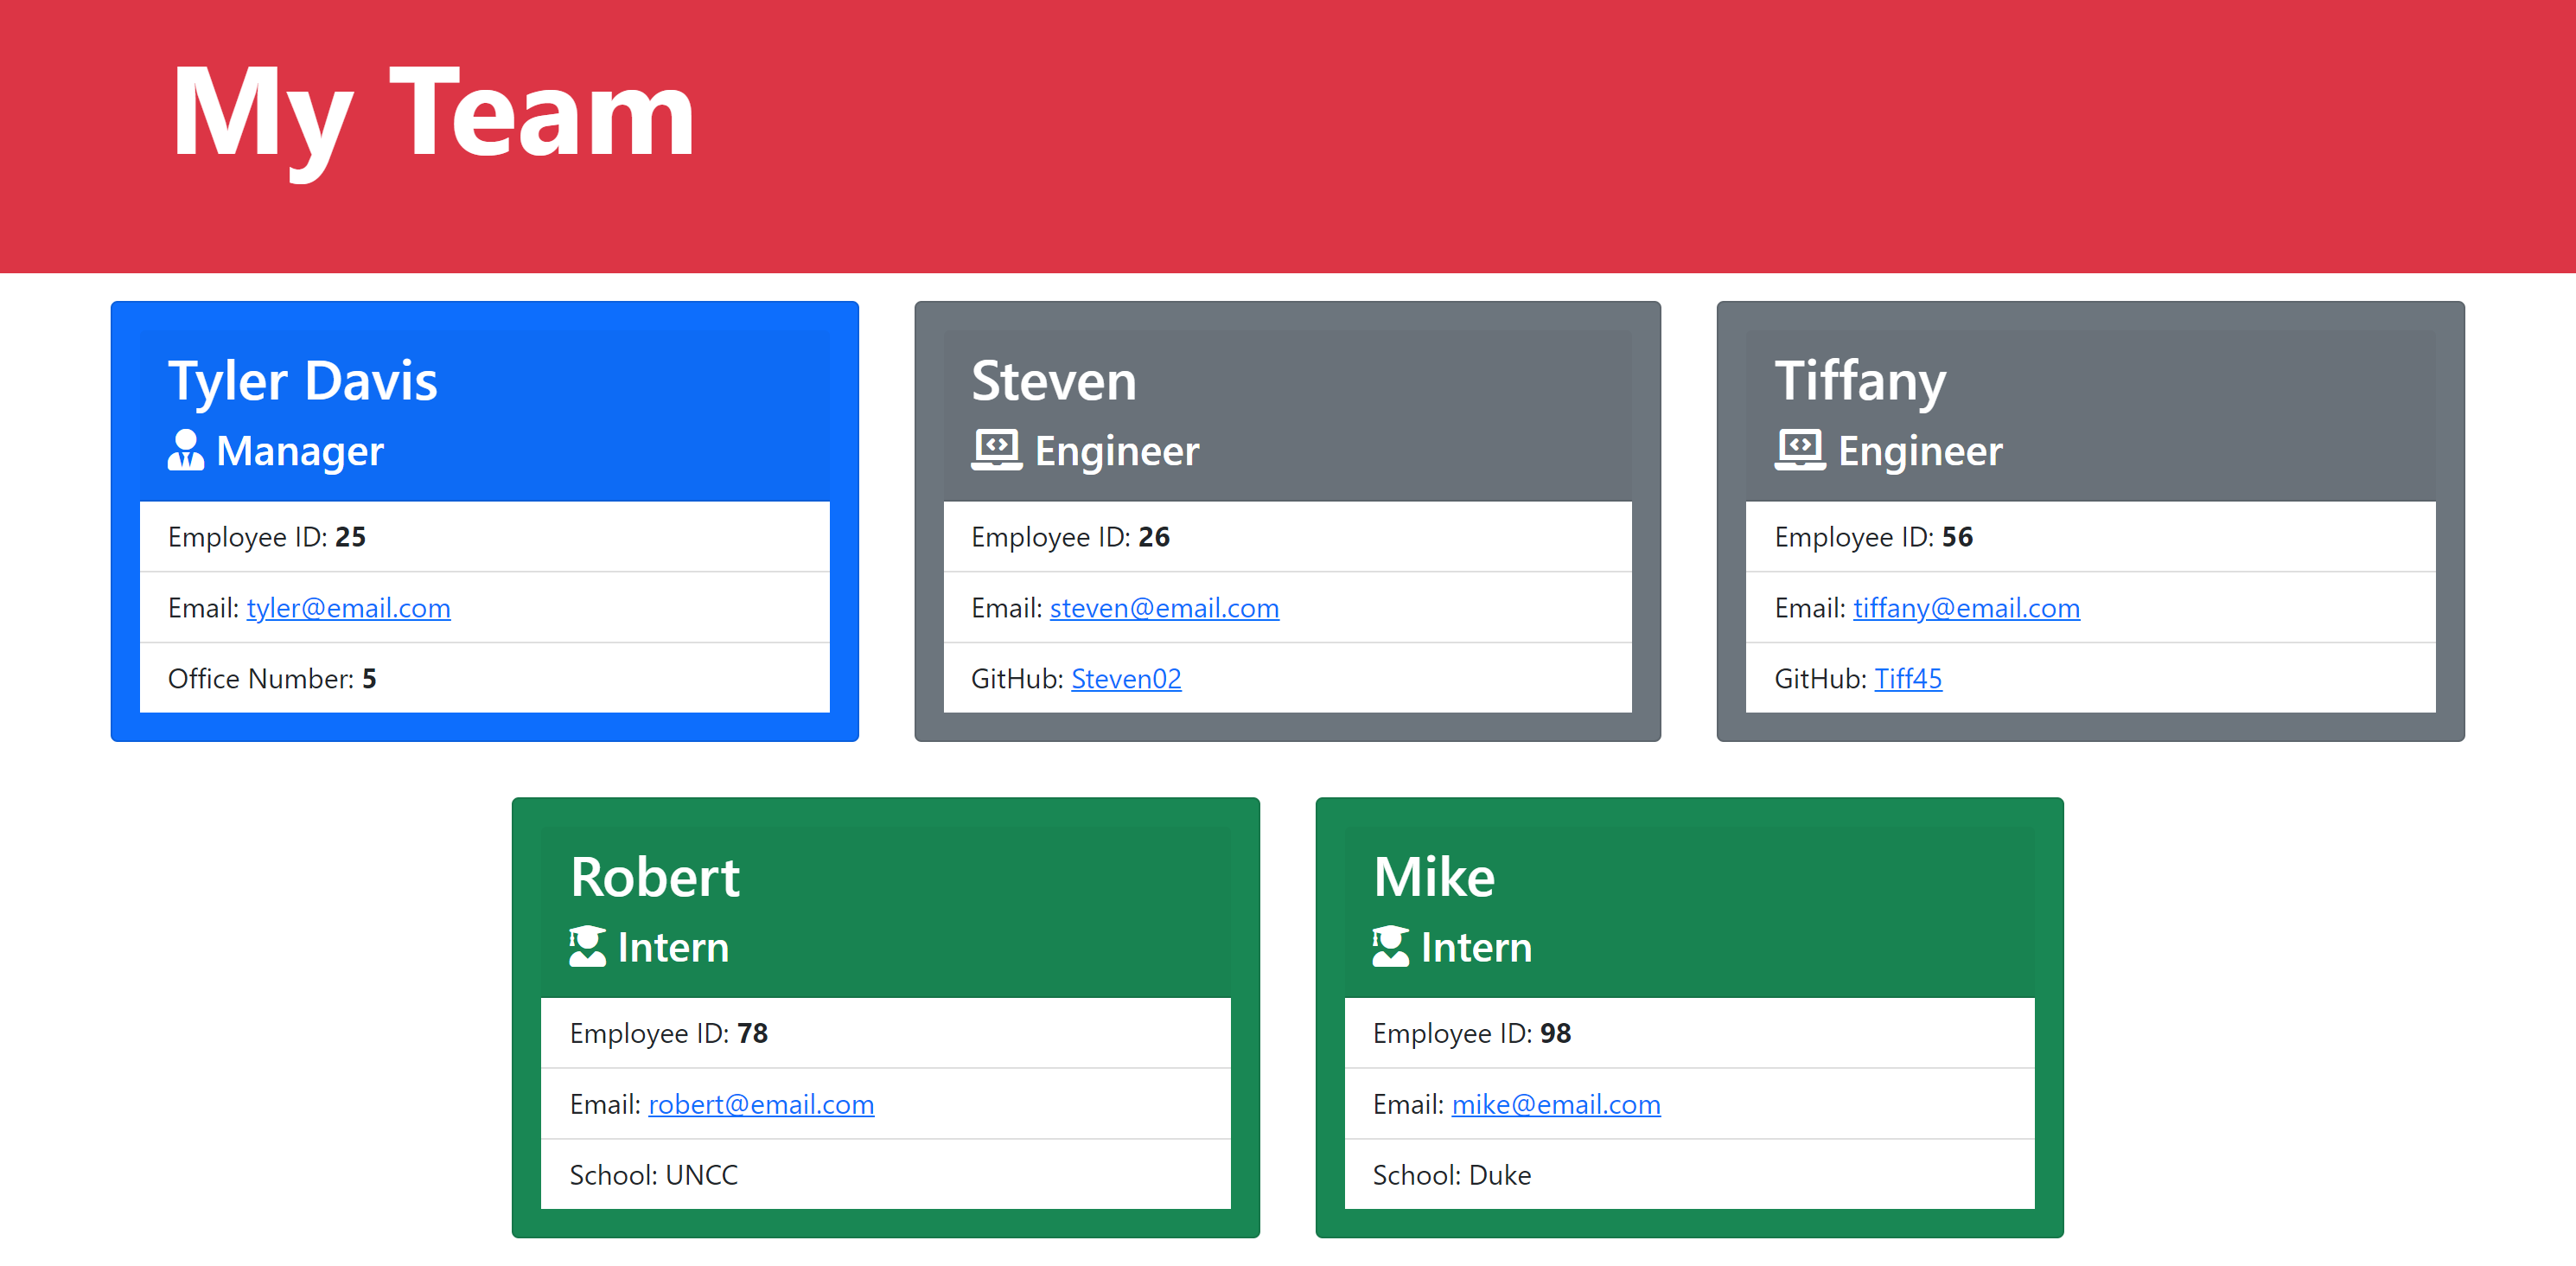 My Team
Tyler Davis
Manager
Employee ID: 25
Email: tyler@email.com
Office Number: 5
Steven
Engineer
Employee ID: 26
Email: steven@email.com
GitHub: Steven02
Tiffany
Engineer
Employee ID: 56
Email: tiffany@email.com
GitHub: Tiff45
Robert
Intern
Employee ID: 78
Email: robert@email.com
School: UNCC
Mike
Intern
Employee ID: 98
Email: mike@email.com
School: Duke